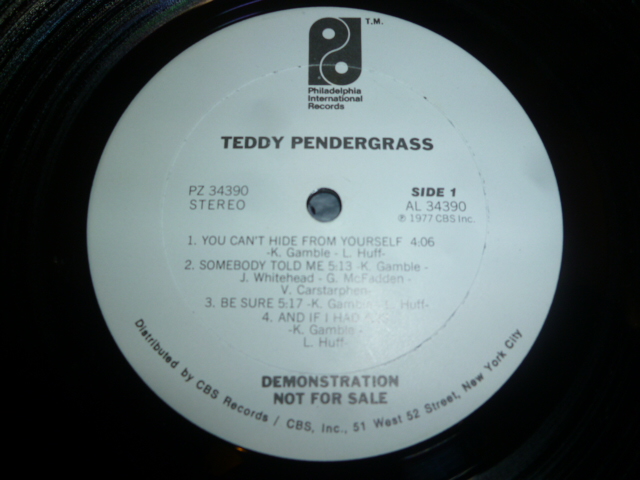 T.M.
Philadelphia
International
Records
TEDDY PENDERGRASS
PZ 34390
STEREO
SIDE 1
AL 34390
℗ 1977 CBS Inc.
1. YOU CAN'T HIDE FROM YOURSELF 4:06
-K. Gamble - L. Huff-
2. SOMEBODY TOLD ME 5:13 -K. Gamble -
J. Whitehead - G. McFadden -
V. Carstarphen-
3. BE SURE 5:17 -K. Gamble - L. Huff-
4. AND IF I HAD
-K. Gamble -
L. Huff-
DEMONSTRATION
NOT FOR SALE
Distributed by CBS Records / CBS, Inc., 51 West 52 Street, New York City